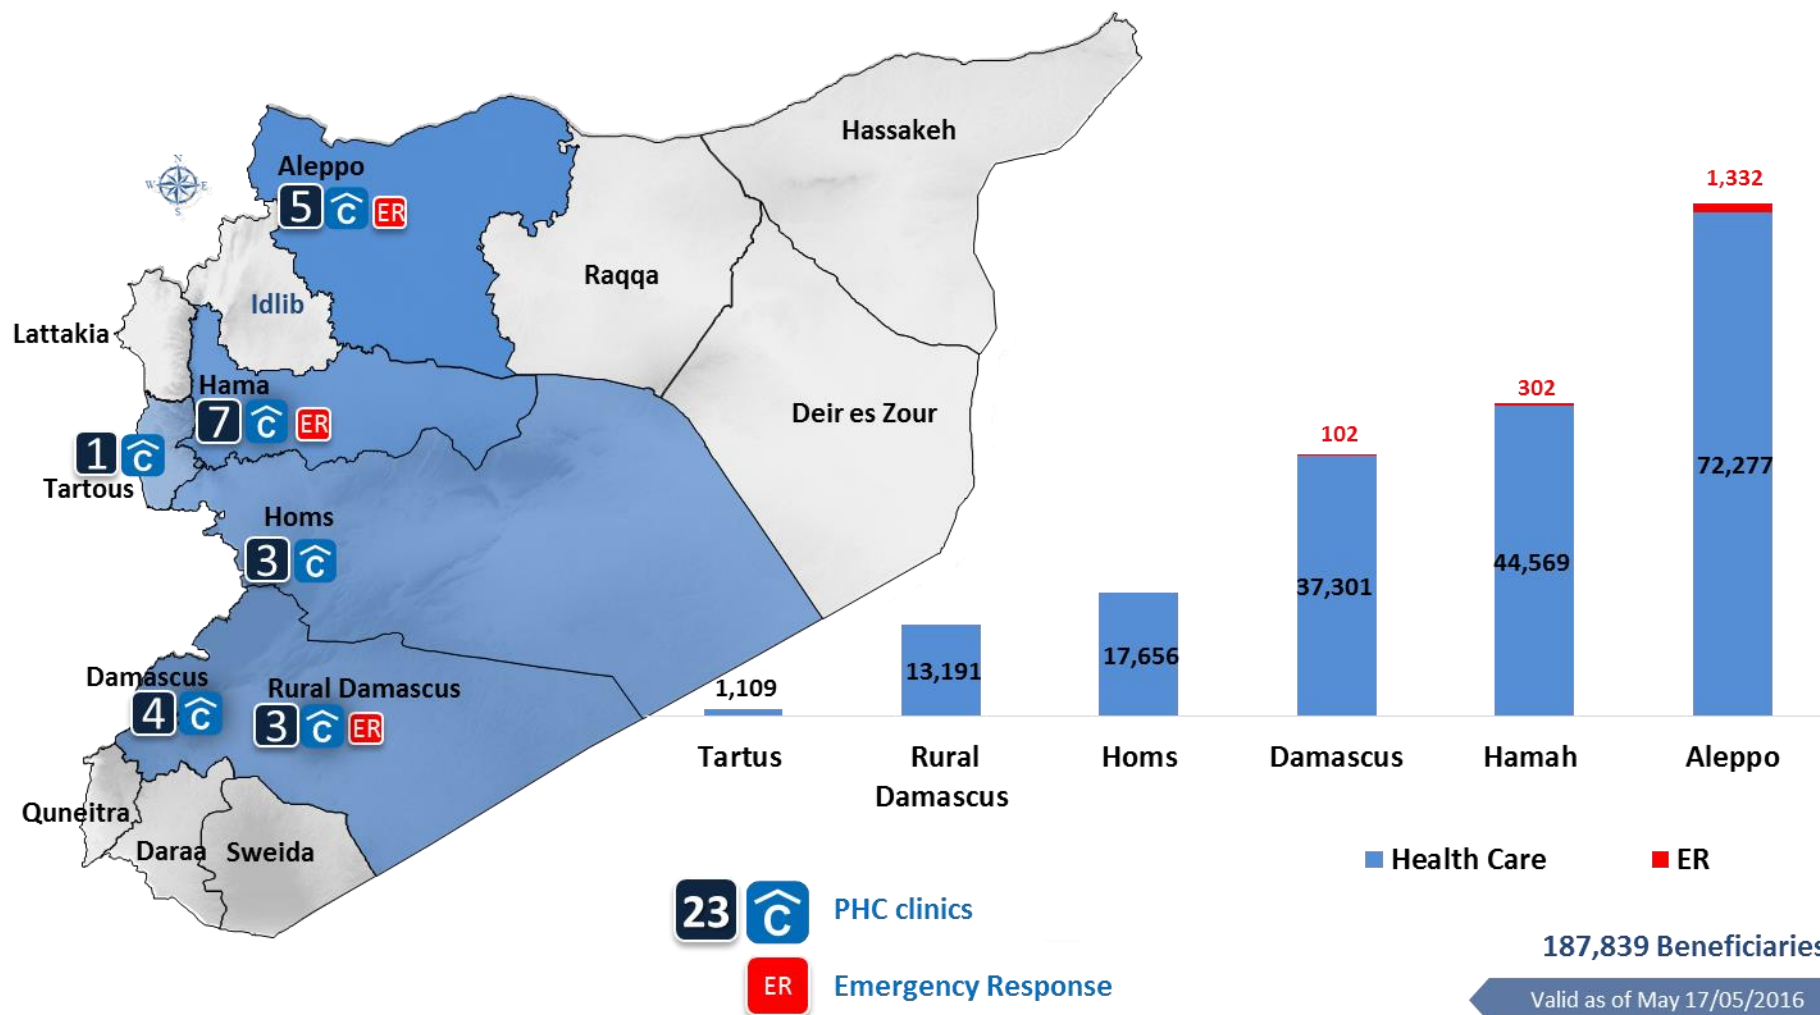 N
W
E
S
Hassakeh
Aleppo
5 C ER
Raqqa
Idlib
Lattakia
Hama
7 C ER
Deir es Zour
1 C
Tartous
Homs
3 C
Damascus
4 C
Rural Damascus
3 C ER
Quneitra
Daraa
Sweida
1,332
302
102
72,277
44,569
37,301
17,656
13,191
1,109
Tartus
Rural
Damascus
Homs
Damascus
Hamah
Aleppo
Health Care
ER
23 C PHC clinics
ER Emergency Response
187,839 Beneficiaries
Valid as of May 17/05/2016